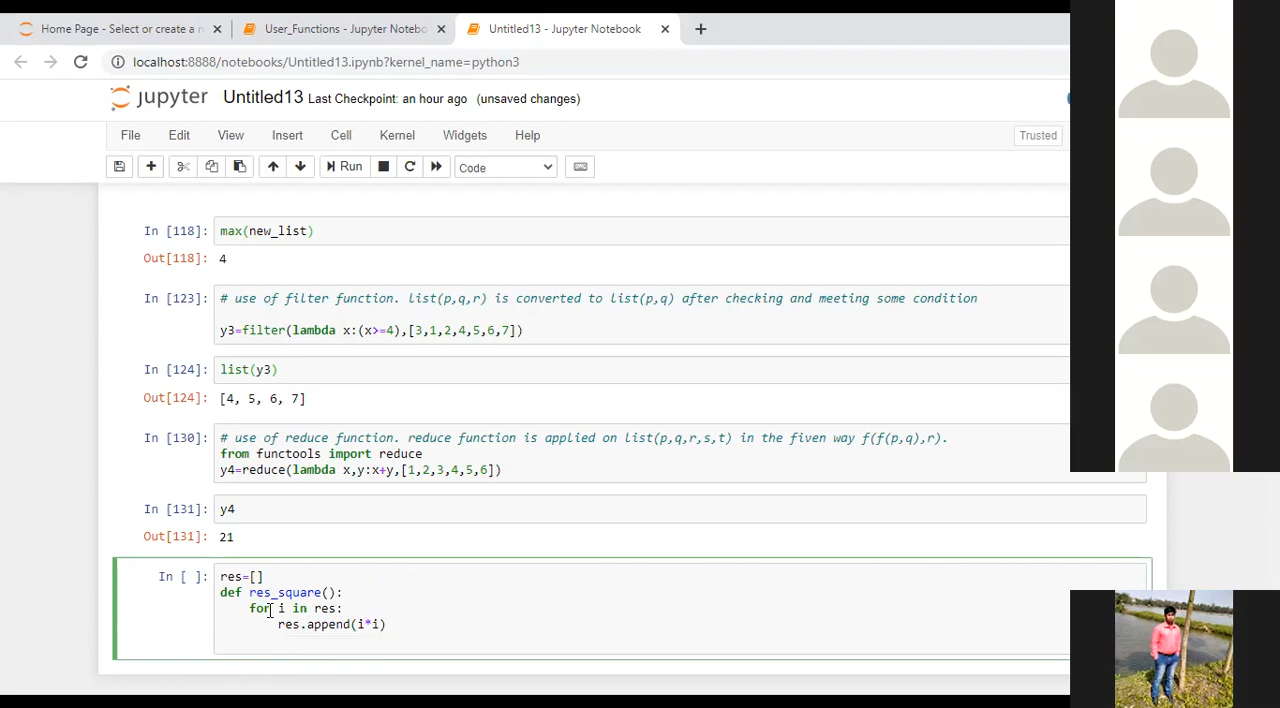 Home Page - Select or create a n
User_Functions - Jupyter Notebo
Untitled13 - Jupyter Notebook
localhost:8888/notebooks/Untitled13.ipynb?kernel_name=python3
jupyter Untitled13 Last Checkpoint: an hour ago (unsaved changes)
File Edit View Insert Cell Kernel Widgets Help Trusted
Run Code
In [118]: max(new_list)
Out[118]: 4
In [123]: # use of filter function. list(p,q,r) is converted to list(p,q) after checking and meeting some condition
y3=filter(lambda x:(x>=4),[3,1,2,4,5,6,7])
In [124]: list(y3)
Out[124]: [4, 5, 6, 7]
In [130]: # use of reduce function. reduce function is applied on list(p,q,r,s,t) in the fiven way f(f(p,q),r).
from functools import reduce
y4=reduce(lambda x,y:x+y,[1,2,3,4,5,6])
In [131]: y4
Out[131]: 21
In [ ]: res=[]
def res_square():
for i in res:
res.append(i*i)